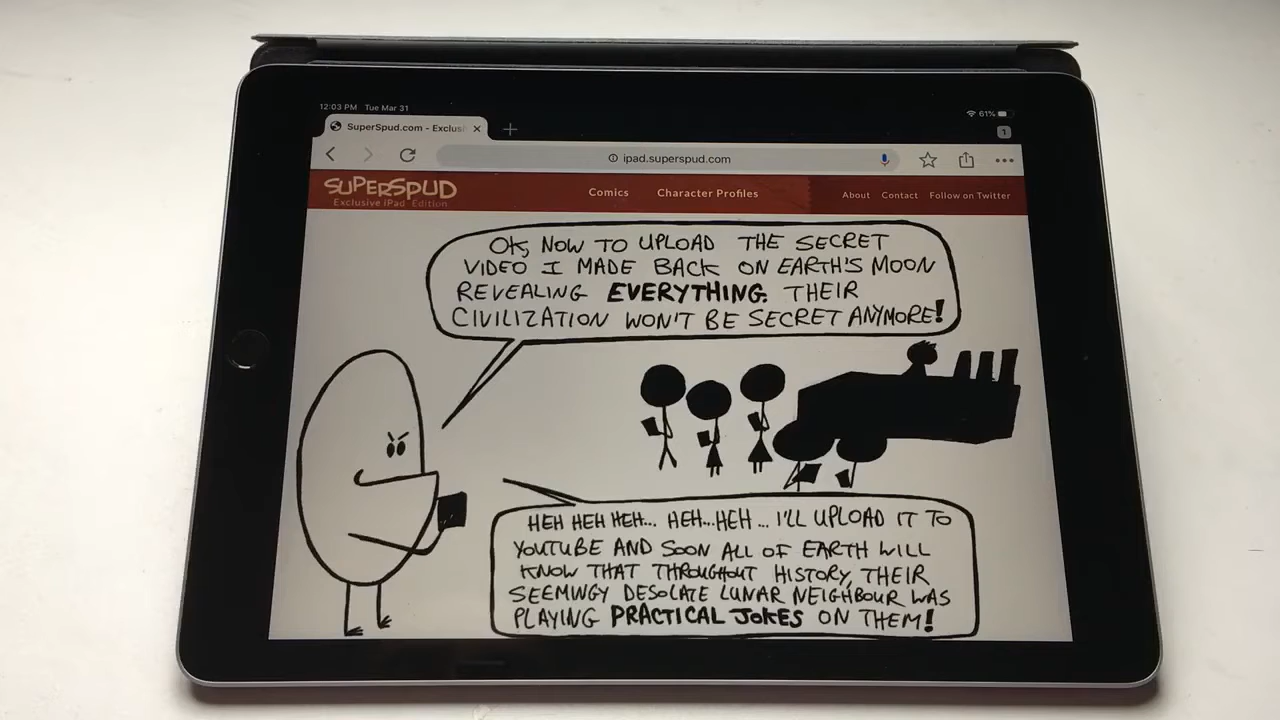 12:03 PM Tue Mar 31
61%
SuperSpud.com - Exclusi
1
ipad.superspud.com
SUPERSPUD
Exclusive iPad Edition
Comics Character Profiles About Contact Follow on Twitter
OK, NOW TO UPLOAD THE SECRET
VIDEO I MADE BACK ON EARTH'S MOON
REVEALING EVERYTHING. THEIR
CIVILIZATION WON'T BE SECRET ANYMORE!
HEH HEH HEH... HEH...HEH... I'LL UPLOAD IT TO
YOUTUBE AND SOON ALL OF EARTH WILL
KNOW THAT THROUGHOUT HISTORY, THEIR
SEEMINGY DESOLATE LUNAR NEIGHBOUR WAS
PLAYING PRACTICAL JOKES ON THEM!